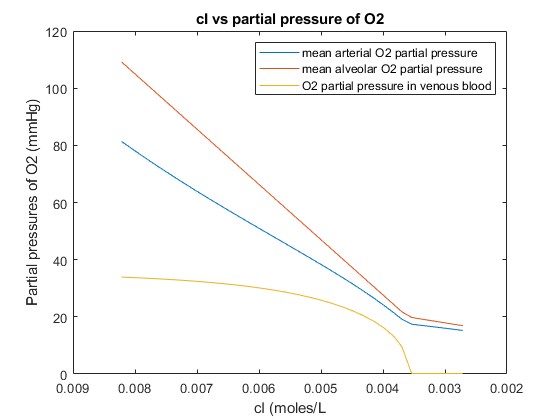 cI vs partial pressure of O2
120
100
80
60
40
20
0
Partial pressures of O2 (mmHg)
mean arterial O2 partial pressure
mean alveolar O2 partial pressure
O2 partial pressure in venous blood
0.009 0.008 0.007 0.006 0.005 0.004 0.003 0.002
cI (moles/L